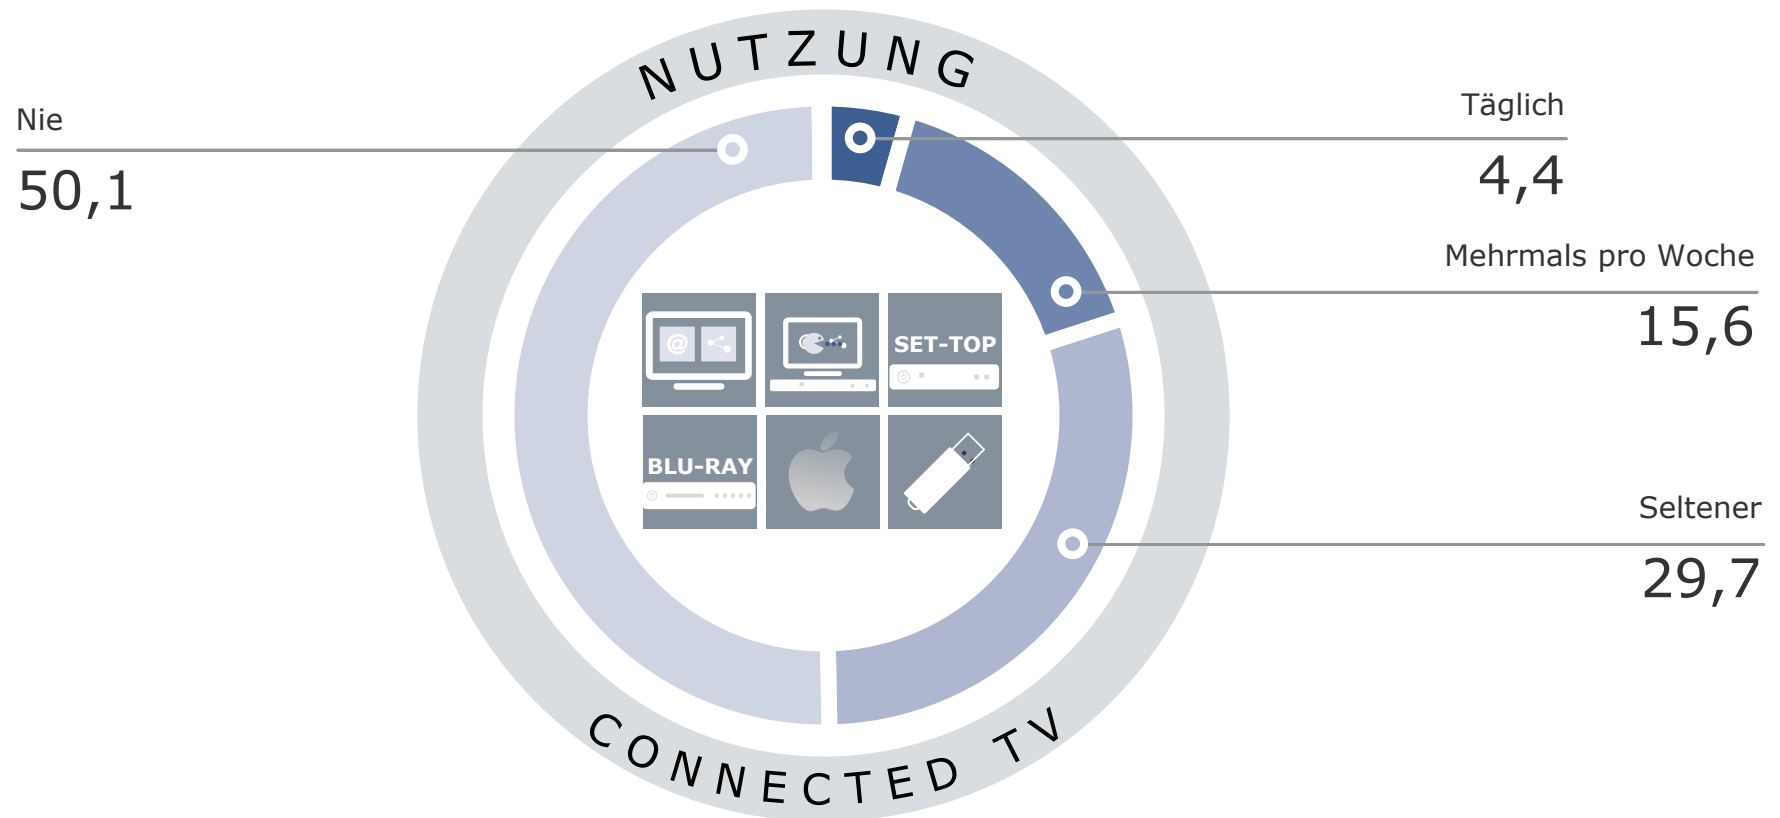 NUTZUNG
Nie
50,1
Täglich
4,4
Mehrmals pro Woche
15,6
@
SET-TOP
BLU-RAY
Seltener
29,7
CONNECTED TV